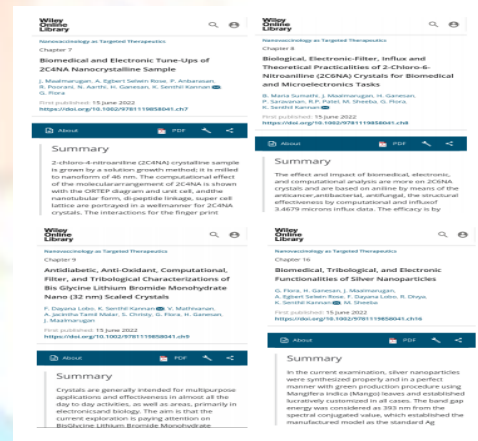 Wiley
Online
Library
Nanovaccinology as Targeted Therapeutics
Chapter 7
Biomedical and Electronic Tune-Ups of
2C4NA Nanocrystalline Sample
J. Maalmarugan, A. Egbert Selwin Rose, P. Anbarasan,
R. Poorani, N. Aarthi, H. Ganesan, K. Senthil Kannan
G. Flora
First published: 15 June 2022
https://doi.org/10.1002/9781119858041.ch7
About
PDF
Summary
2-chloro-4-nitroaniline (2C4NA) crystalline sample
is grown by a solution growth method; it is milled
to nanoform of 46 nm. The computational effect
of the moleculararrangement of 2C4NA is shown
with the ORTEP diagram and unit cell, andthe
nanotubular form, di-peptide linkage, super cell
lattice are portrayed in a wellmanner for 2C4NA
crystals. The interactions for the finger print
Wiley
Online
Library
Nanovaccinology as Targeted Therapeutics
Chapter 8
Biological, Electronic-Filter, Influx and
Theoretical Practicalities of 2-Chloro-6-
Nitroaniline (2C6NA) Crystals for Biomedical
and Microelectronics Tasks
B. Maria Sumathi, J. Maalmarugan, H. Ganesan,
P. Saravanan, R.P. Patel, M. Sheeba, G. Flora,
K. Senthil Kannan
First published: 15 June 2022
https://doi.org/10.1002/9781119858041.ch8
About
PDF
Summary
The effect and impact of biomedical, electronic,
and computational analysis are more on 2C6NA
crystals and are based on aniline by means of the
anticancer,antibacterial, antifungal, the structural
effectiveness by computational and influxof
3.4679 microns influx data. The efficacy is by
Wiley
Online
Library
Nanovaccinology as Targeted Therapeutics
Chapter 9
Antidiabetic, Anti-Oxidant, Computational,
Filter, and Tribological Characterizations of
Bis Glycine Lithium Bromide Monohydrate
Nano (32 nm) Scaled Crystals
F. Dayana Lobo, K. Senthil Kannan V. Mathivanan,
A. Jacintha Tamil Malar, S. Christy, G. Flora, H. Ganesan,
J. Maalmarugan
First published: 15 June 2022
https://doi.org/10.1002/9781119858041.ch9
About
PDF
Summary
Crystals are generally intended for multipurpose
applications and effectiveness in almost all the
day to day activities, as well as areas, primarily in
electronicsand biology. The aim is that the
current exploration is paying attention on
BisGlycine Lithium Bromide Monohydrate
Wiley
Online
Library
Nanovaccinology as Targeted Therapeutics
Chapter 16
Biomedical, Tribological, and Electronic
Functionalities of Silver Nanoparticles
G. Flora, H. Ganesan, J. Maalmarugan,
A. Egbert Selwin Rose, F. Dayana Lobo, R. Divya,
K. Senthil Kannan M. Sheeba
First published: 15 June 2022
https://doi.org/10.1002/9781119858041.ch16
About
PDF
Summary
In the current examination, silver nanoparticles
were synthesized properly and in a perfect
manner with green production procedure using
Mangifera indica (Mango) leaves and established
lucratively customized in all cases. The band gap
energy was considered as 393 nm from the
spectral conjugated value, which established the
manufactured model as the standard Ag